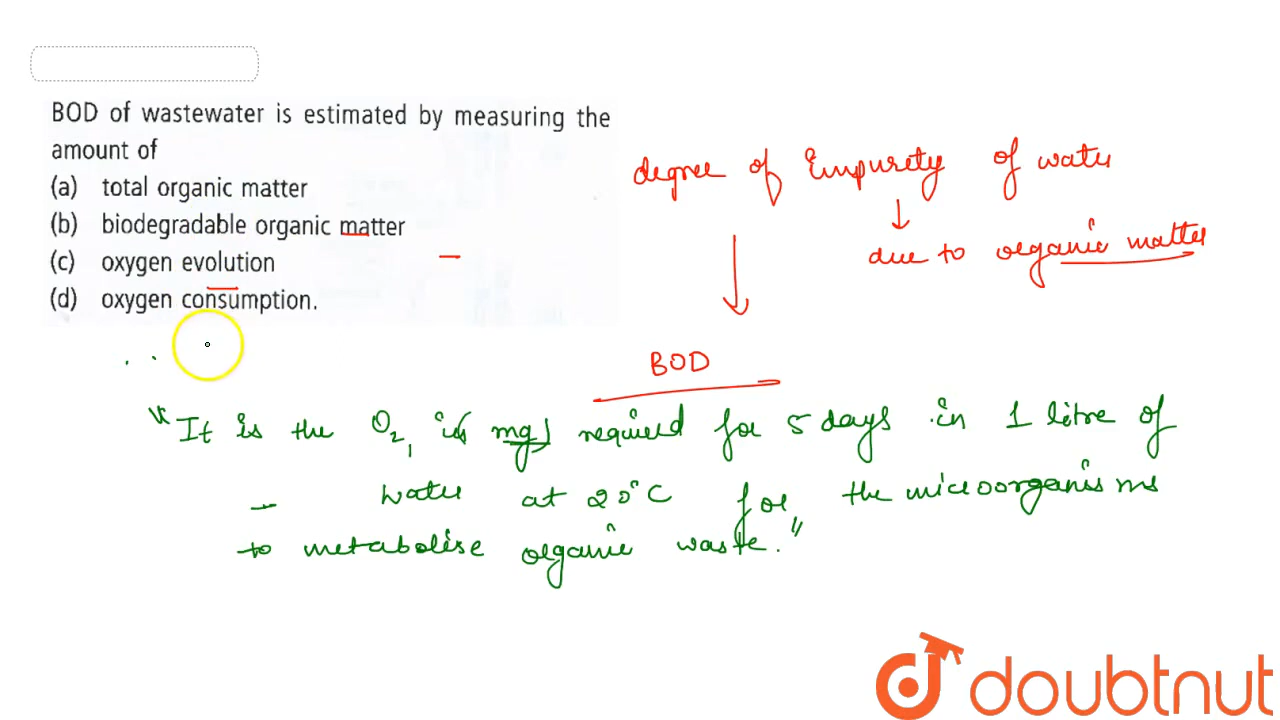 BOD of wastewater is estimated by measuring the
amount of
(a) total organic matter
(b) biodegradable organic matter
(c) oxygen evolution
(d) oxygen consumption.
degree of Empurety of water
due to organic matter
BOD
"It is the O2, in( mg) required for 5 days in 1 litre of
water at 20°C for the microorganisms
to metabolise organic waste."
doubtnut